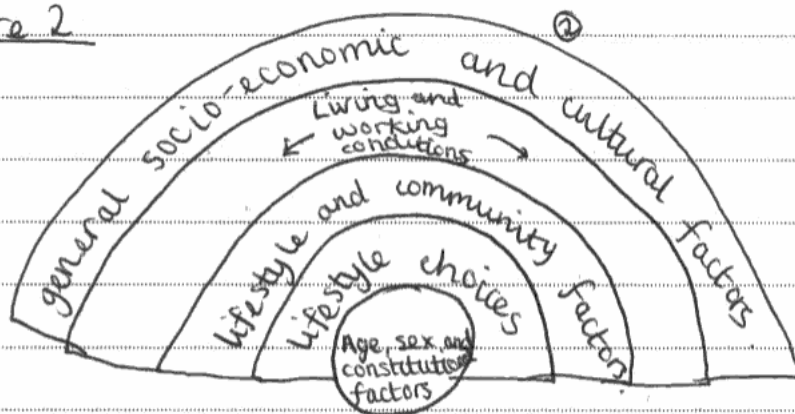 re 2
②
general socio-economic and cultural factors
Living and
working
conditions
lifestyle and community factors
Lifestyle choices
Age, sex, and
constitutional
factors